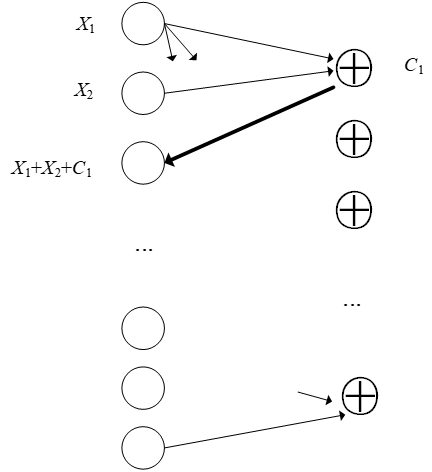 X₁
C₁
X₂
X₁+X₂+C₁
...
...